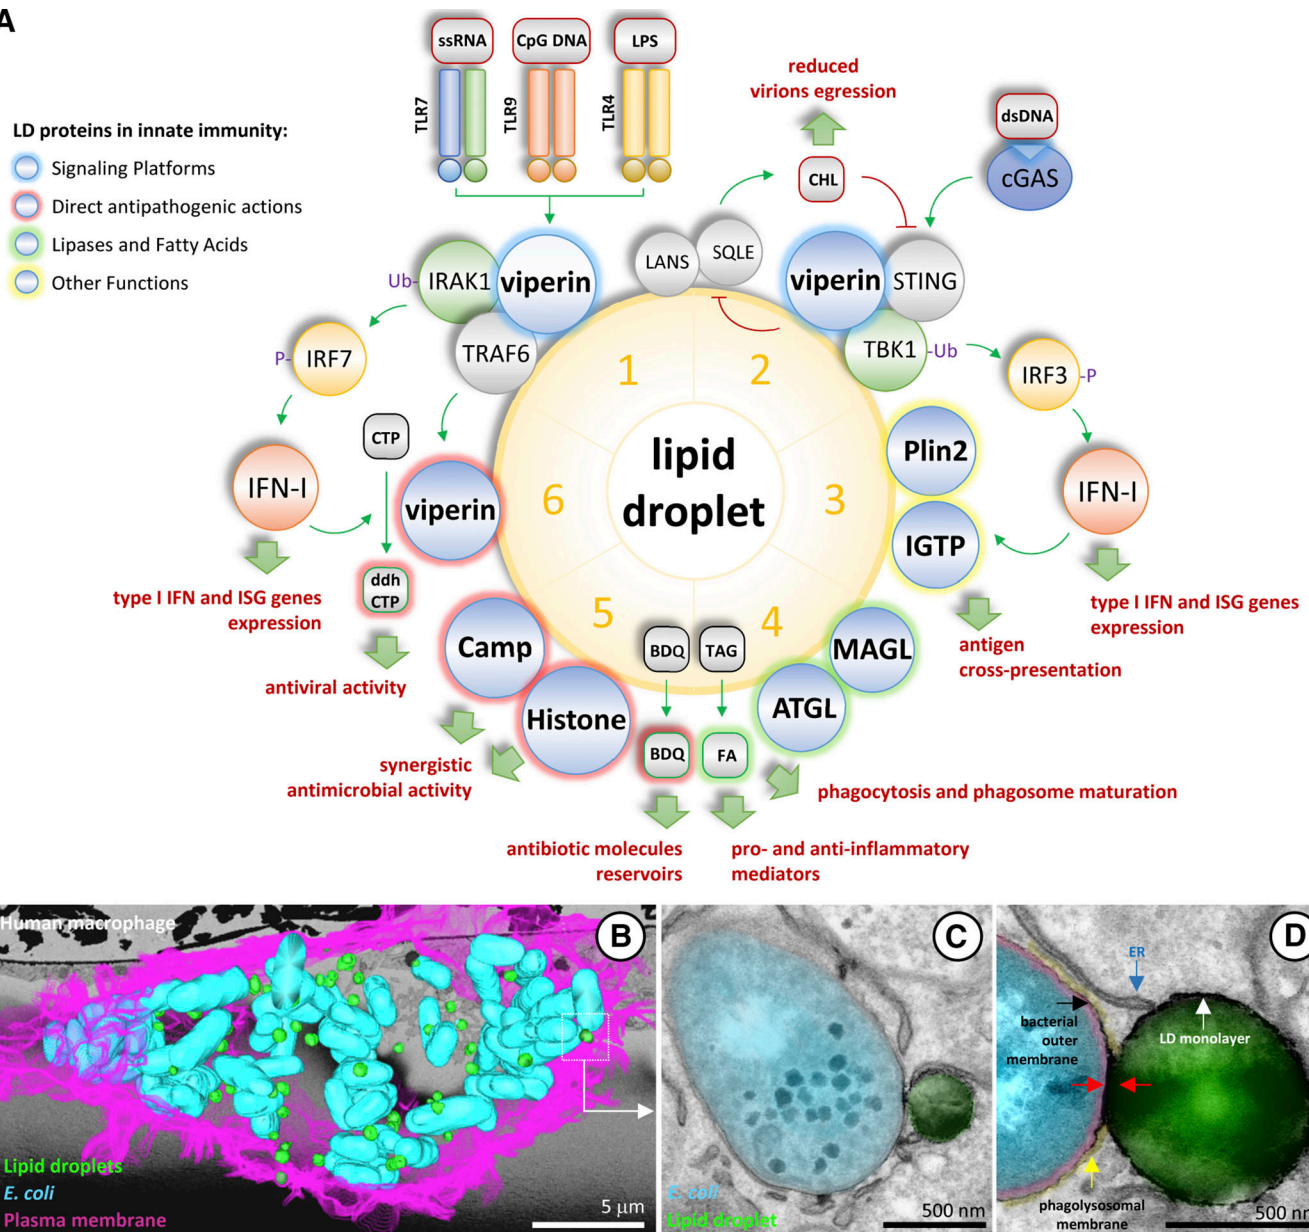 A
ssRNA
CpG DNA
LPS
TLR7
TLR9
TLR4
reduced
virions egression
dsDNA
cGAS
CHL
LD proteins in innate immunity:
Signaling Platforms
Direct antipathogenic actions
Lipases and Fatty Acids
Other Functions
Ub-
IRAK1
viperin
LANS
SQLE
viperin
STING
TRAF6
TBK1
-Ub
P-
IRF7
IRF3
-P
1
2
3
4
5
6
lipid
droplet
CTP
IFN-I
viperin
ddh
CTP
Plin2
IGTP
IFN-I
type I IFN and ISG genes
expression
type I IFN and ISG genes
expression
antigen
cross-presentation
antiviral activity
Camp
Histone
BDQ
TAG
MAGL
ATGL
BDQ
FA
synergistic
antimicrobial activity
phagocytosis and phagosome maturation
antibiotic molecules
reservoirs
pro- and anti-inflammatory
mediators
Human macrophage
B
Lipid droplets
E. coli
Plasma membrane
5 μm
C
E. coli
Lipid droplet
500 nm
D
ER
bacterial
outer
membrane
LD monolayer
phagolysosomal
membrane
500 nm